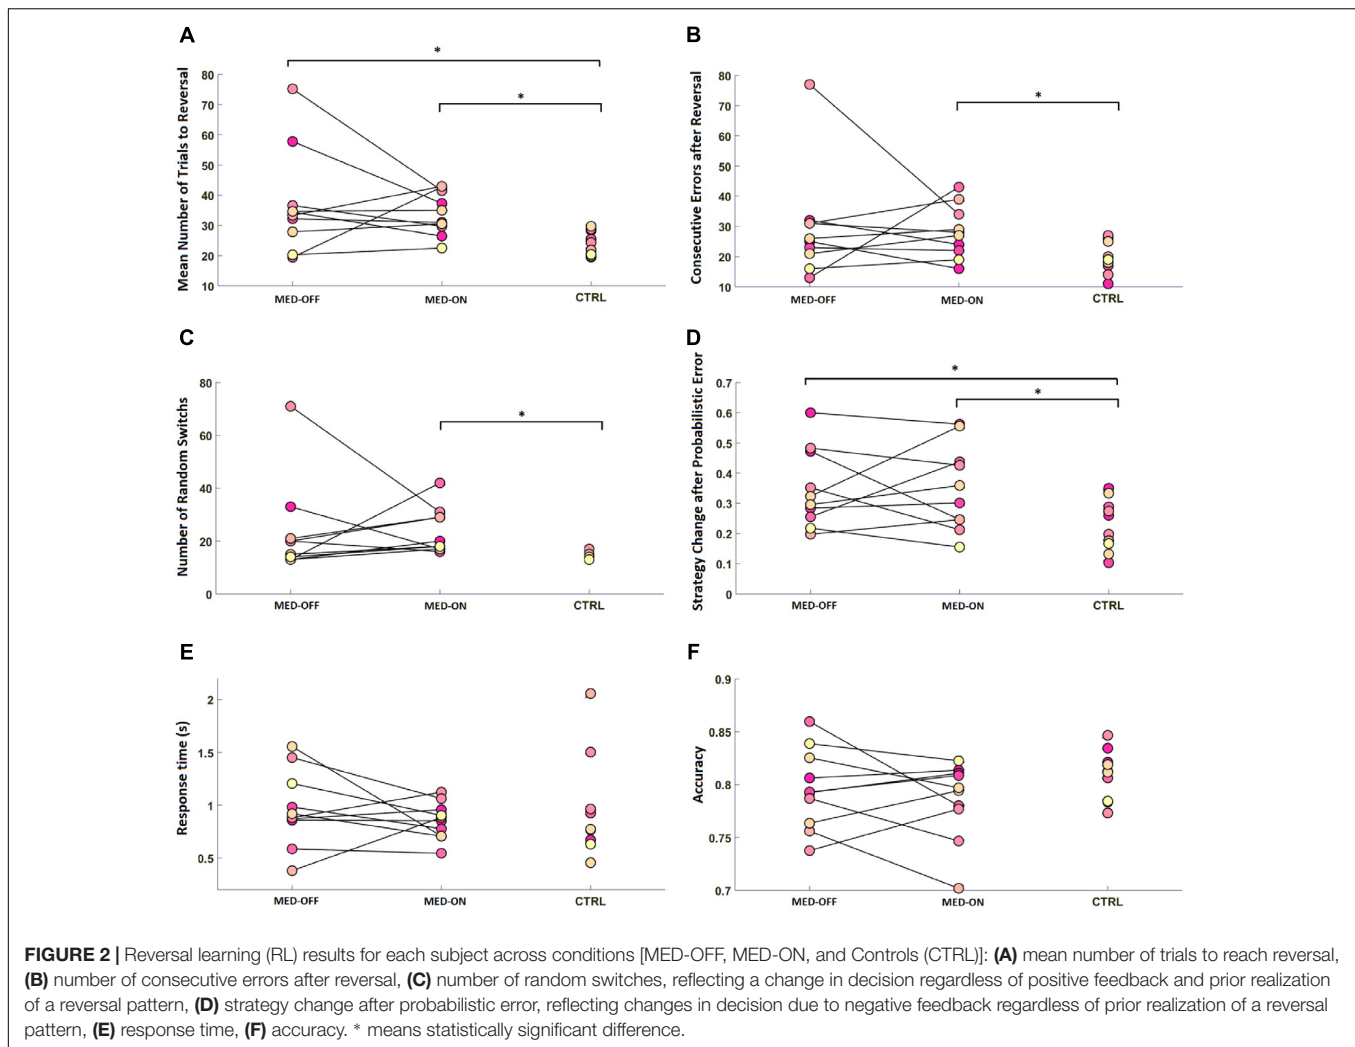 A
*
*
Mean Number of Trials to Reversal
80
70
60
50
40
30
20
10
MED-OFF
MED-ON
CTRL
B
*
Consecutive Errors after Reversal
80
70
60
50
40
30
20
10
MED-OFF
MED-ON
CTRL
C
*
Number of Random Switchs
80
60
40
20
0
MED-OFF
MED-ON
CTRL
D
*
*
Strategy Change after Probabilistic Error
0.7
0.6
0.5
0.4
0.3
0.2
0.1
0
MED-OFF
MED-ON
CTRL
E
Response time (s)
2
1.5
1
0.5
MED-OFF
MED-ON
CTRL
F
Accuracy
0.9
0.85
0.8
0.75
0.7
MED-OFF
MED-ON
CTRL
FIGURE 2 | Reversal learning (RL) results for each subject across conditions [MED-OFF, MED-ON, and Controls (CTRL)]: (A) mean number of trials to reach reversal,
(B) number of consecutive errors after reversal, (C) number of random switches, reflecting a change in decision regardless of positive feedback and prior realization
of a reversal pattern, (D) strategy change after probabilistic error, reflecting changes in decision due to negative feedback regardless of prior realization of a reversal
pattern, (E) response time, (F) accuracy. * means statistically significant difference.